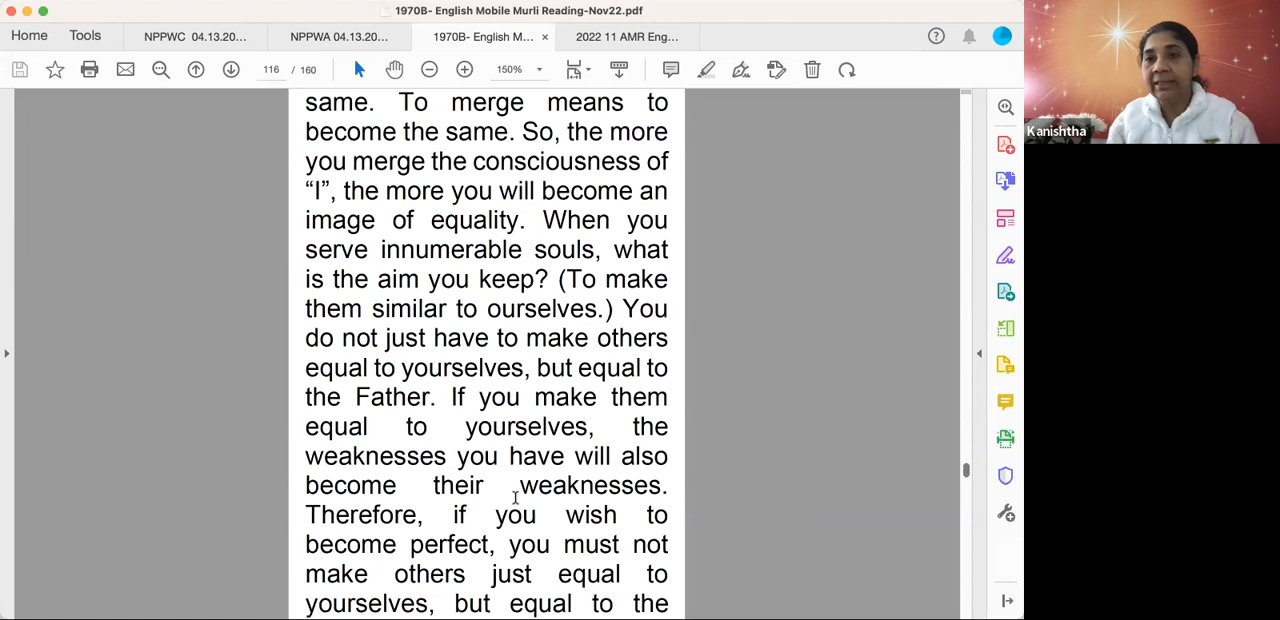 1970B- English Mobile Murli Reading-Nov22.pdf
Home Tools NPPWC 04.13.20... NPPWA 04.13.20... 1970B- English M... × 2022 11 AMR Eng...
116 / 160 150%
same. To merge means to
become the same. So, the more
you merge the consciousness of
“I”, the more you will become an
image of equality. When you
serve innumerable souls, what
is the aim you keep? (To make
them similar to ourselves.) You
do not just have to make others
equal to yourselves, but equal to
the Father. If you make them
equal to yourselves, the
weaknesses you have will also
become their weaknesses.
Therefore, if you wish to
become perfect, you must not
make others just equal to
yourselves, but equal to the
Kanishtha